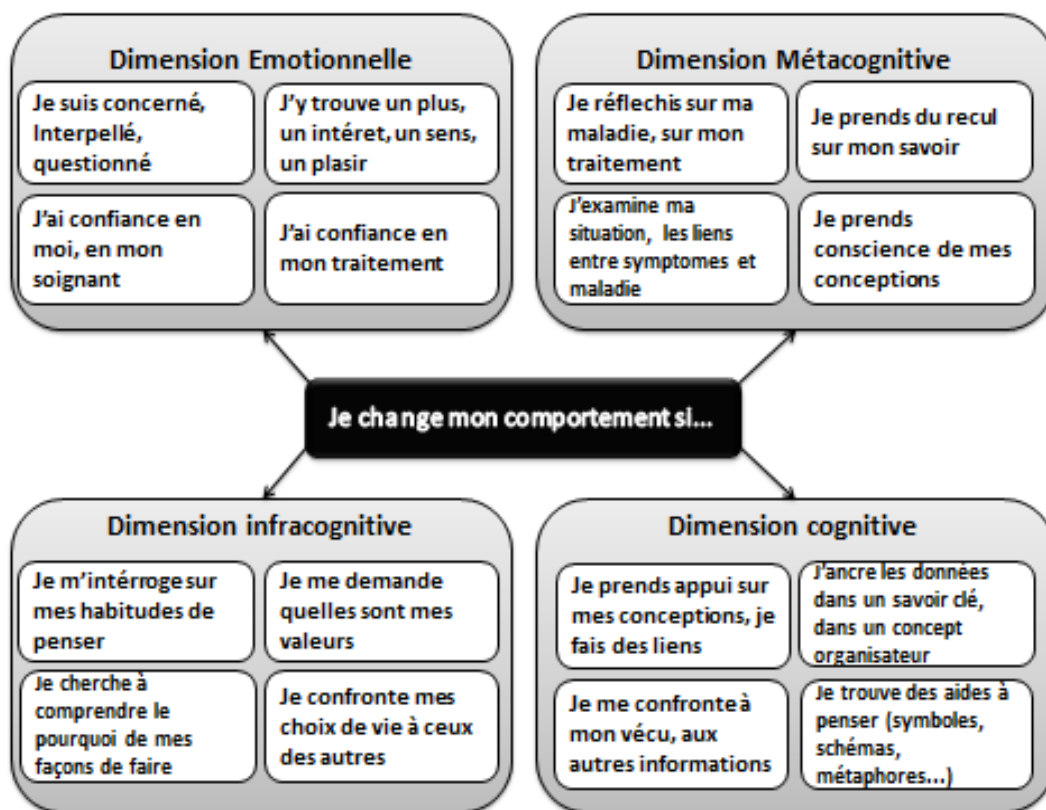 Dimension Emotionnelle
Je suis concerné,
Interpellé,
questionné
J'y trouve un plus,
un intéret, un sens,
un plasir
J'ai confiance en
moi, en mon
soignant
J'ai confiance en
mon traitement
Dimension Métacognitive
Je réflechis sur ma
maladie, sur mon
traitement
Je prends du recul
sur mon savoir
J'examine ma
situation, les liens
entre symptomes et
maladie
Je prends
conscience de mes
conceptions
Je change mon comportement si...
Dimension infracognitive
Je m'intérroge sur
mes habitudes de
penser
Je me demande
quelles sont mes
valeurs
Je cherche à
comprendre le
pourquoi de mes
façons de faire
Je confronte mes
choix de vie à ceux
des autres
Dimension cognitive
Je prends appui sur
mes conceptions, je
fais des liens
J'ancre les données
dans un savoir clé,
dans un concept
organisateur
Je me confronte à
mon vécu, aux
autres informations
Je trouve des aides à
penser (symboles,
schémas,
métaphores...)